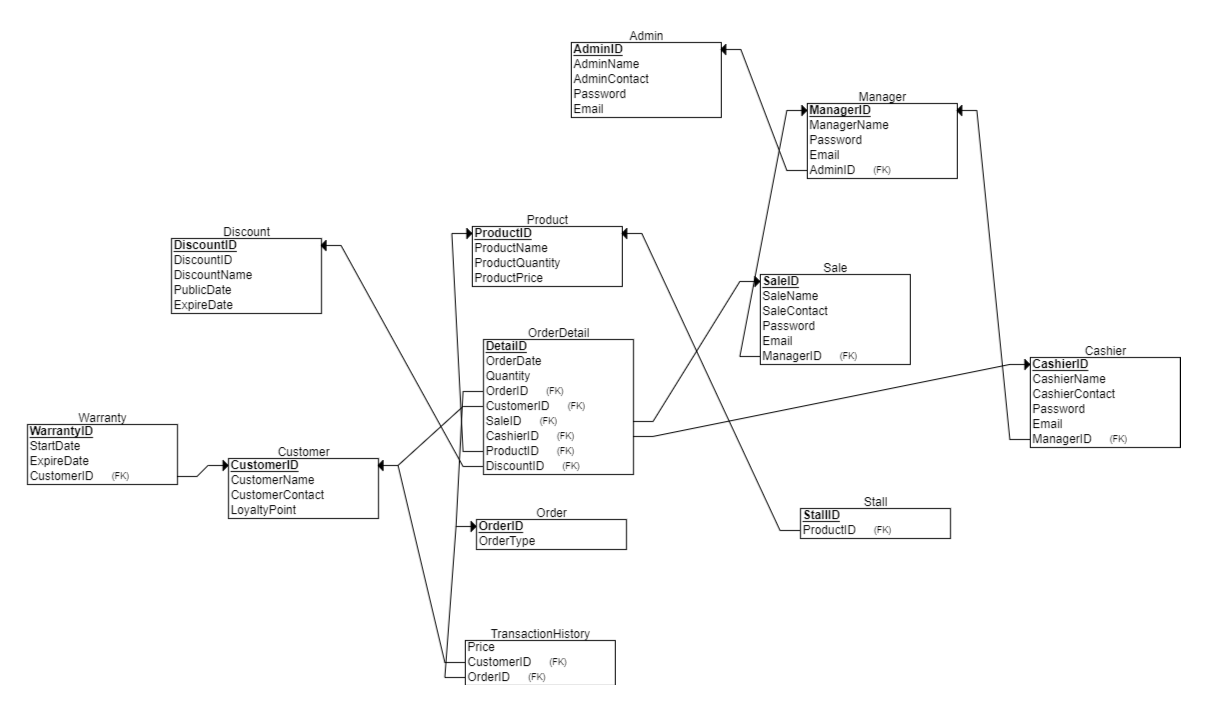 Admin
AdminID
AdminName
AdminContact
Password
Email
Manager
ManagerID
ManagerName
Password
Email
AdminID (FK)
Product
ProductID
ProductName
ProductQuantity
ProductPrice
Discount
DiscountID
DiscountID
DiscountName
PublicDate
ExpireDate
Sale
SaleID
SaleName
SaleContact
Password
Email
ManagerID (FK)
OrderDetail
DetailID
OrderDate
Quantity
OrderID (FK)
CustomerID (FK)
SaleID (FK)
CashierID (FK)
ProductID (FK)
DiscountID (FK)
Cashier
CashierID
CashierName
CashierContact
Password
Email
ManagerID (FK)
Warranty
WarrantyID
StartDate
ExpireDate
CustomerID (FK)
Customer
CustomerID
CustomerName
CustomerContact
LoyaltyPoint
Stall
StallID
ProductID (FK)
Order
OrderID
OrderType
TransactionHistory
Price
CustomerID (FK)
OrderID (FK)